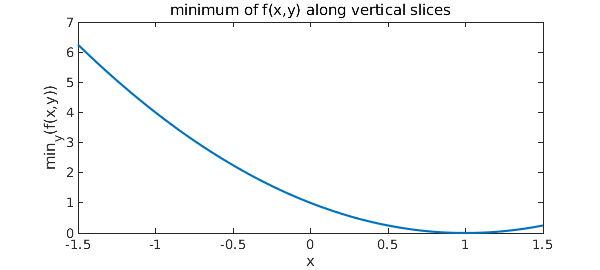 minimum of f(x,y) along vertical slices
7
6
5
4
3
2
1
0
min_y(f(x,y))
-1.5 -1 -0.5 0 0.5 1 1.5
x